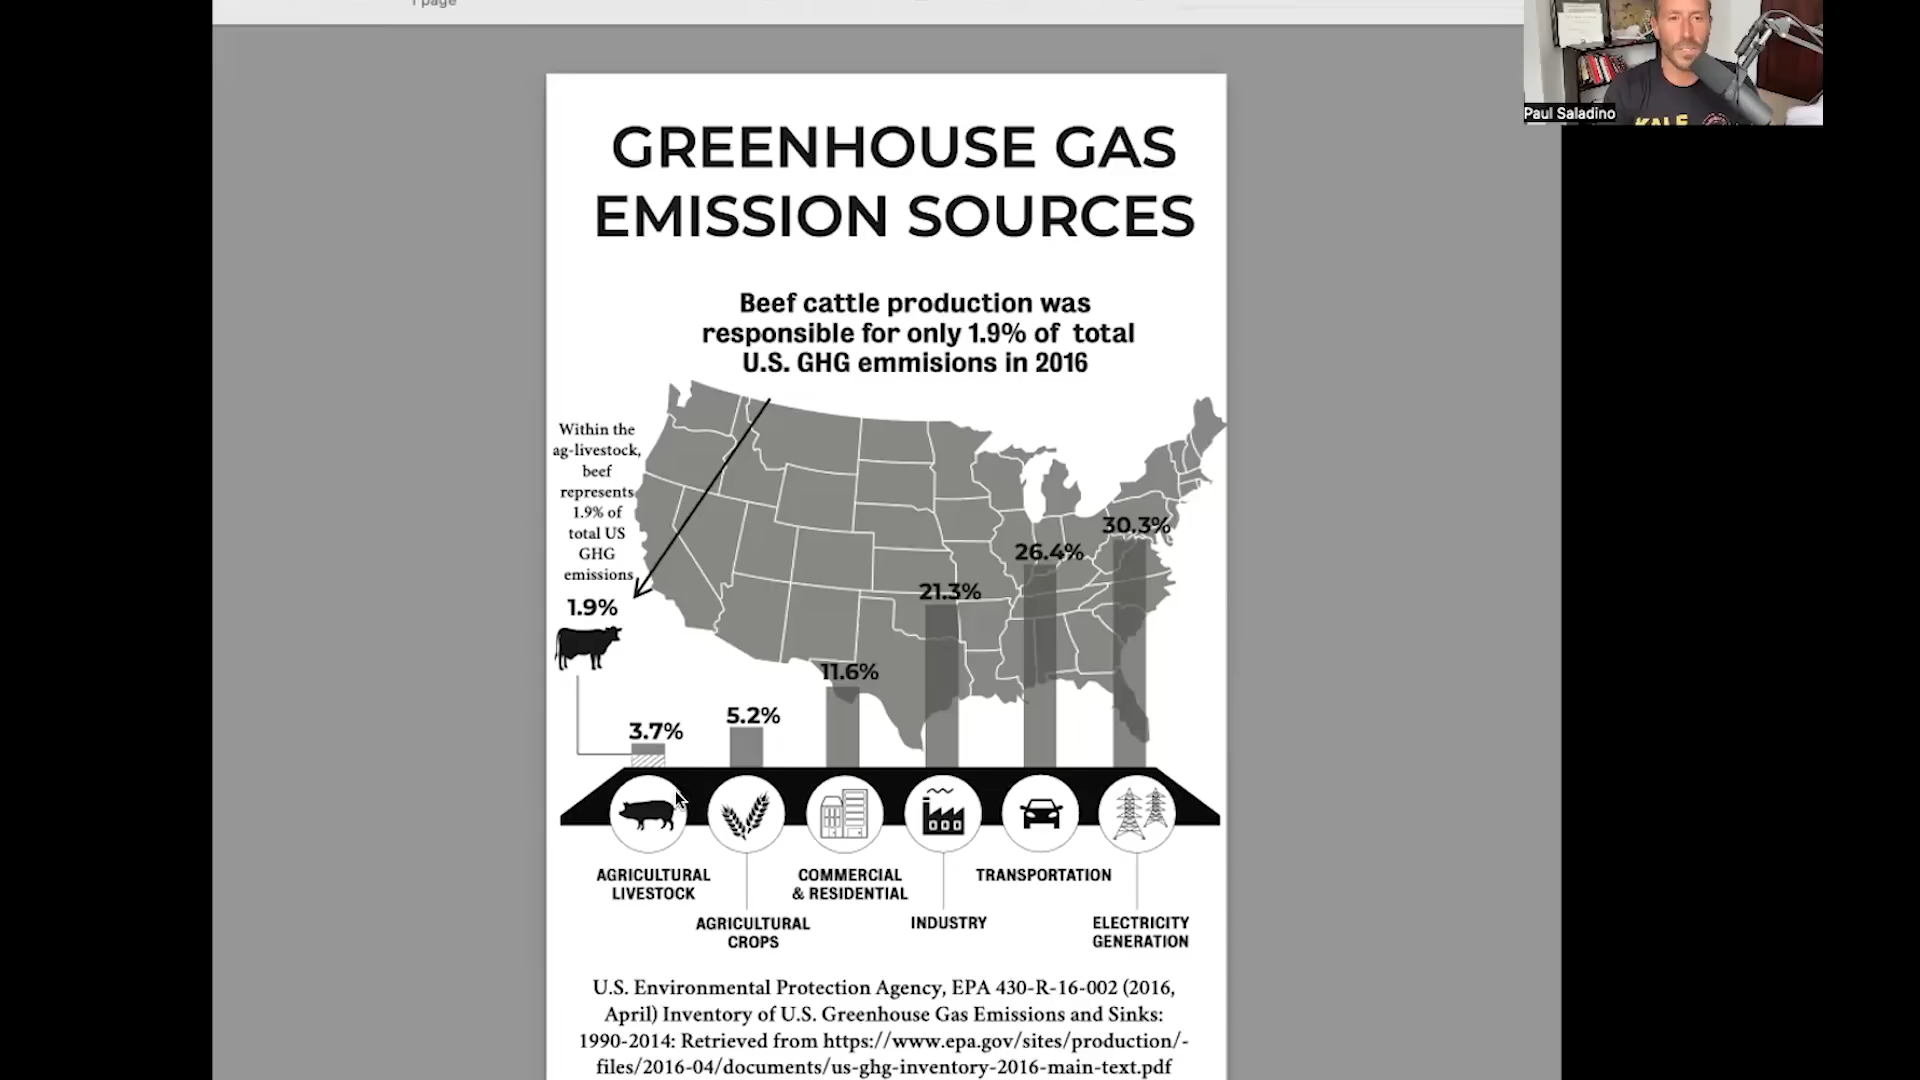 1 page
Paul Saladino
KALE
GREENHOUSE GAS
EMISSION SOURCES
Beef cattle production was
responsible for only 1.9% of total
U.S. GHG emmisions in 2016
Within the
ag-livestock,
beef
represents
1.9% of
total US
GHG
emissions
1.9%
3.7%
5.2%
11.6%
21.3%
26.4%
30.3%
AGRICULTURAL
LIVESTOCK
AGRICULTURAL
CROPS
COMMERCIAL
& RESIDENTIAL
INDUSTRY
TRANSPORTATION
ELECTRICITY
GENERATION
U.S. Environmental Protection Agency, EPA 430-R-16-002 (2016,
April) Inventory of U.S. Greenhouse Gas Emissions and Sinks:
1990-2014: Retrieved from https://www.epa.gov/sites/production/-
files/2016-04/documents/us-ghg-inventory-2016-main-text.pdf